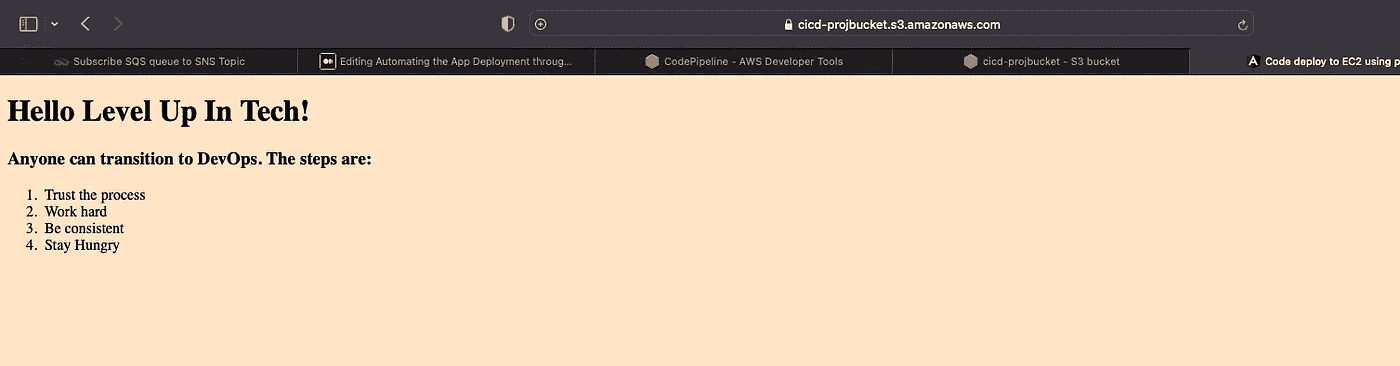 cicd-projbucket.s3.amazonaws.com
Subscribe SQS queue to SNS Topic
Editing Automating the App Deployment throug...
CodePipeline - AWS Developer Tools
cicd-projbucket - S3 bucket
Code deploy to EC2 using p
Hello Level Up In Tech!
Anyone can transition to DevOps. The steps are:
1. Trust the process
2. Work hard
3. Be consistent
4. Stay Hungry